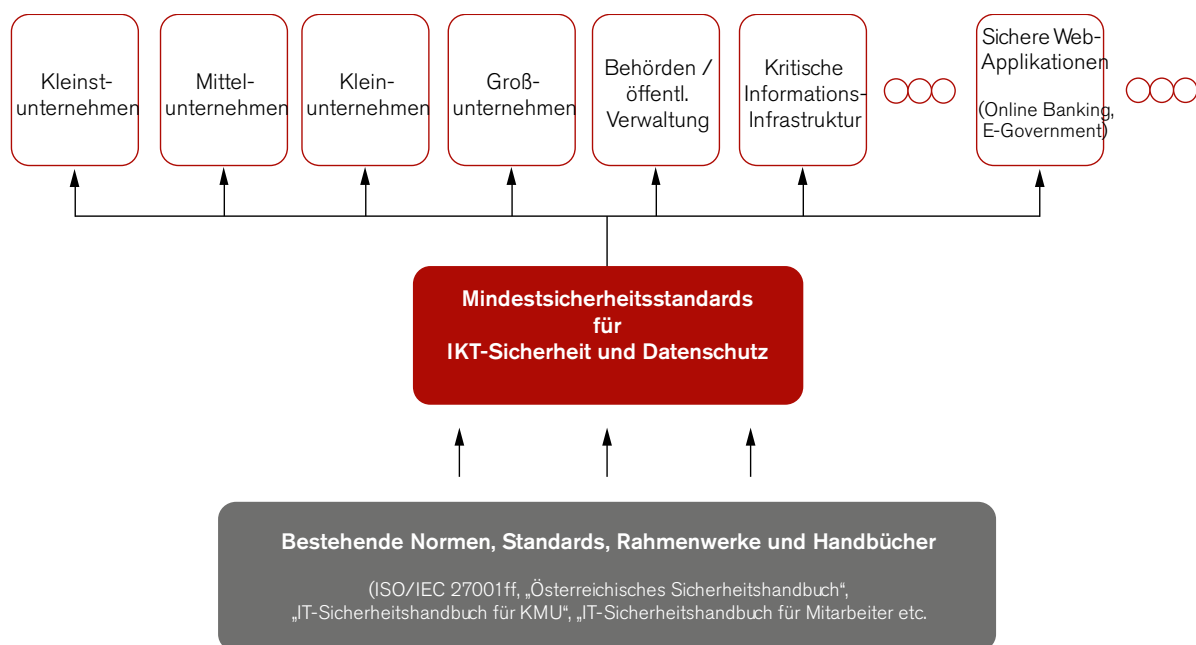 Kleinst-
unternehmen
Mittel-
unternehmen
Klein-
unternehmen
Groß-
unternehmen
Behörden /
öffentl.
Verwaltung
Kritische
Informations-
Infrastruktur
Sichere Web-
Applikationen
(Online Banking,
E-Government)
Mindestsicherheitsstandards
für
IKT-Sicherheit und Datenschutz
Bestehende Normen, Standards, Rahmenwerke und Handbücher
(ISO/IEC 27001ff, „Österreichisches Sicherheitshandbuch“,
„IT-Sicherheitshandbuch für KMU“, „IT-Sicherheitshandbuch für Mitarbeiter etc.